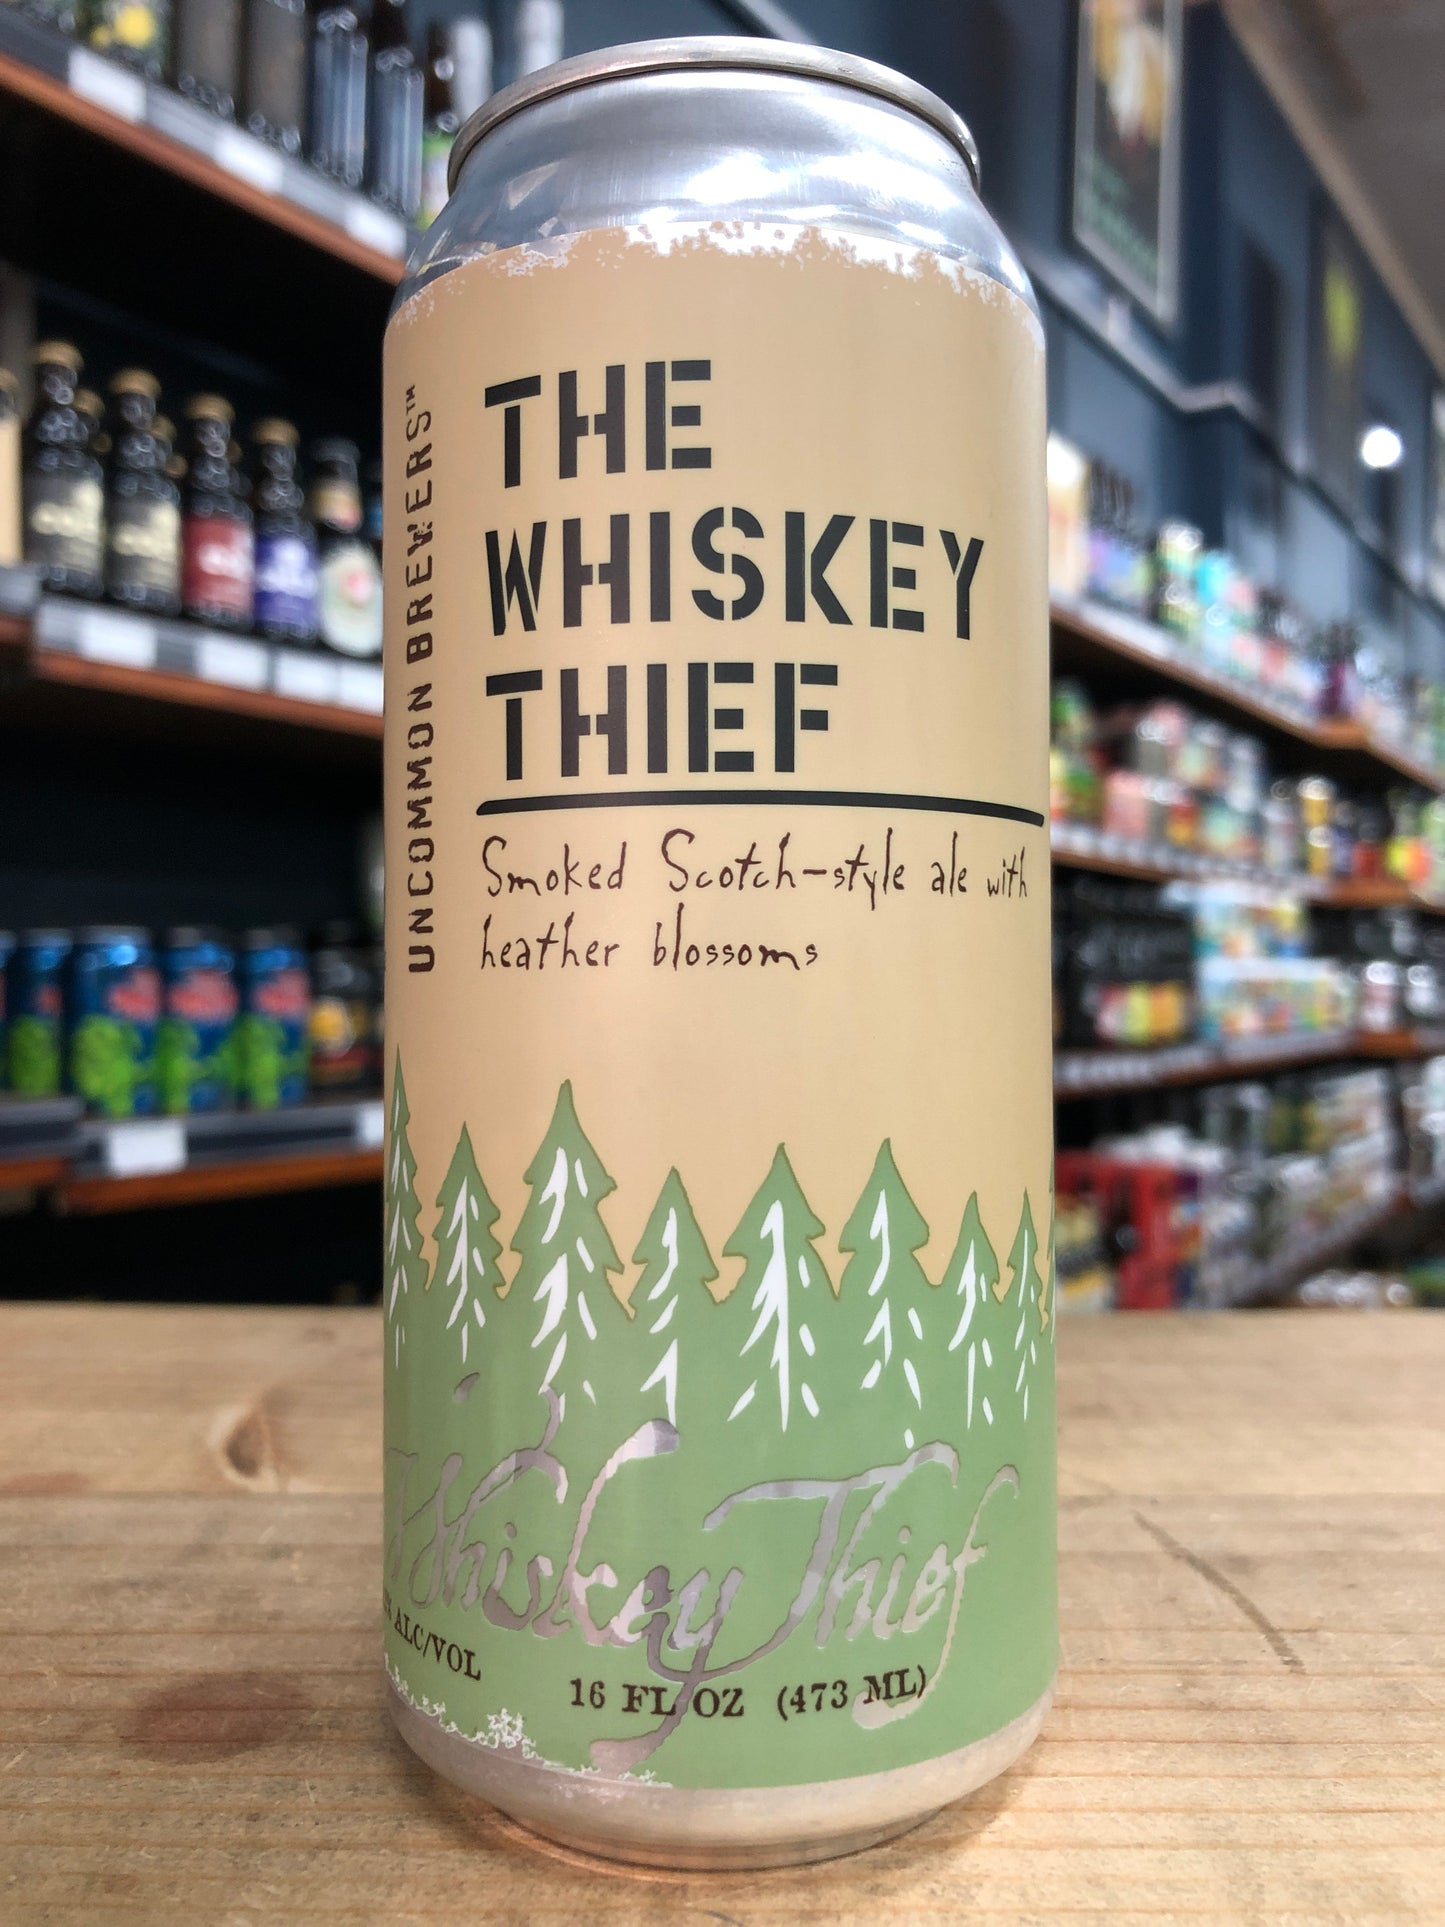 UNCOMMON BREWERS™
THE
WHISKEY
THIEF
Smoked Scotch-style ale with
heather blossoms
Whiskey Thief
ALC/VOL
16 FL OZ (473 ML)